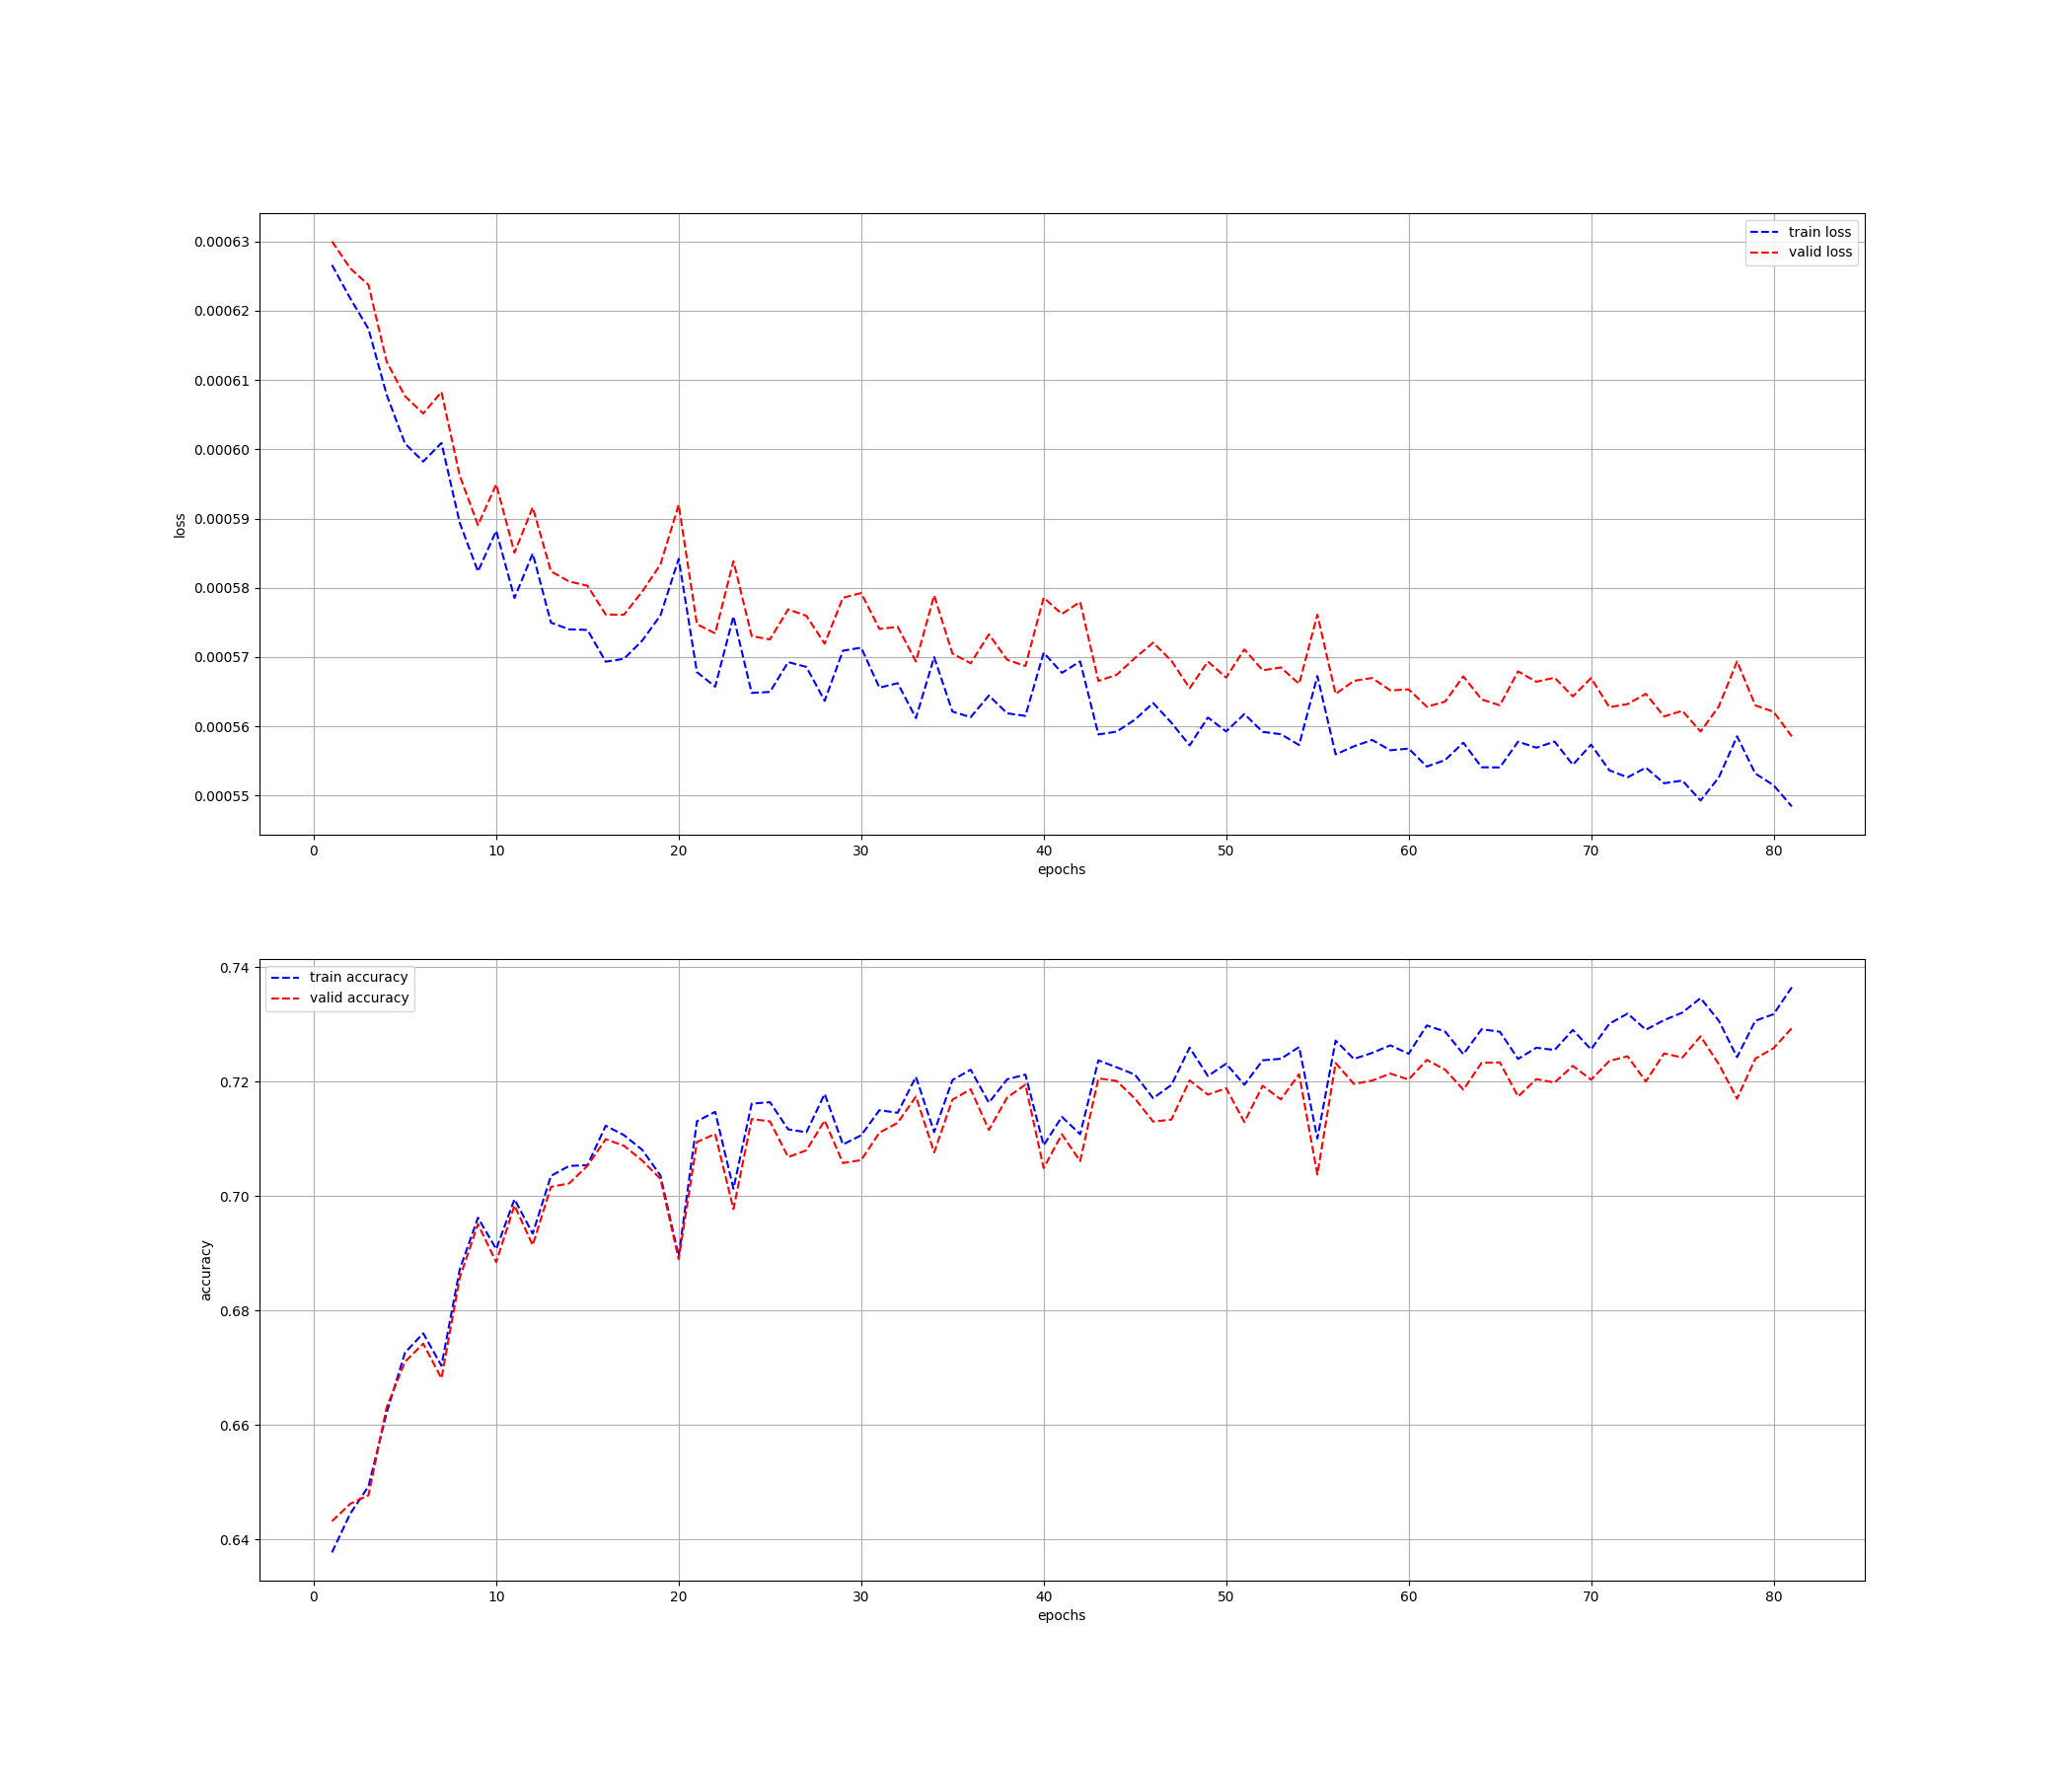 train loss
valid loss
0.00063
0.00062
0.00061
0.00060
0.00059
0.00058
0.00057
0.00056
0.00055
loss
0 10 20 30 40 50 60 70 80
epochs
train accuracy
valid accuracy
0.74
0.72
0.70
0.68
0.66
0.64
accuracy
0 10 20 30 40 50 60 70 80
epochs